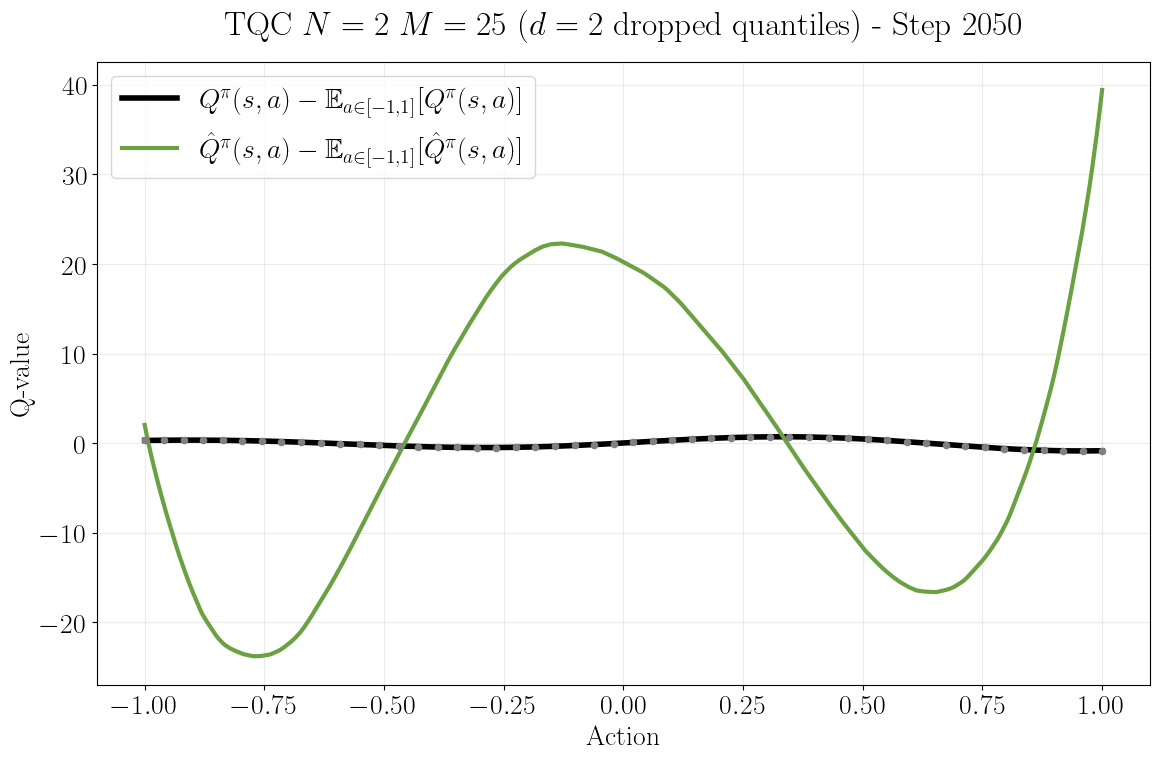 TQC N = 2 M = 25 (d = 2 dropped quantiles) - Step 2050
Q^π(s, a) − 𝔼_{a∈[−1,1]}[Q^π(s, a)]
Q̂^π(s, a) − 𝔼_{a∈[−1,1]}[Q̂^π(s, a)]
40
30
20
10
0
−10
−20
Q-value
−1.00 −0.75 −0.50 −0.25 0.00 0.25 0.50 0.75 1.00
Action